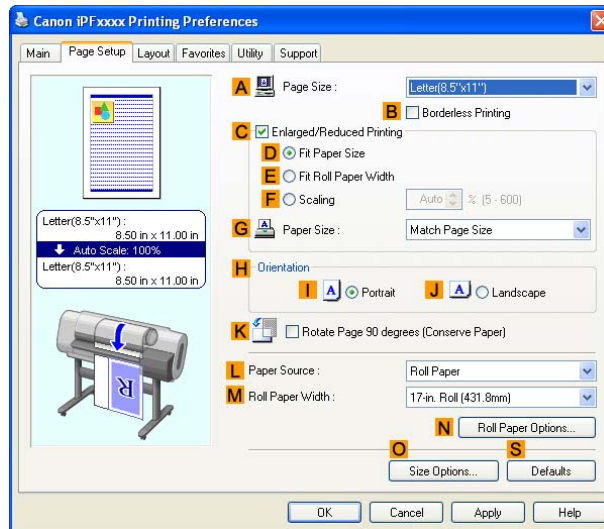 Canon iPFxxxx Printing Preferences
Main Page Setup Layout Favorites Utility Support
A Page Size : Letter(8.5"x11")
B Borderless Printing
C Enlarged/Reduced Printing
D Fit Paper Size
E Fit Roll Paper Width
F Scaling Auto % (5 - 600)
G A Paper Size : Match Page Size
Letter(8.5"x11") :
8.50 in x 11.00 in
Auto Scale: 100%
Letter(8.5"x11") :
8.50 in x 11.00 in
H Orientation
I A Portrait J A Landscape
K Rotate Page 90 degrees (Conserve Paper)
R
L Paper Source : Roll Paper
M Roll Paper Width : 17-in. Roll (431.8mm)
N Roll Paper Options...
O S
Size Options... Defaults
OK Cancel Apply Help